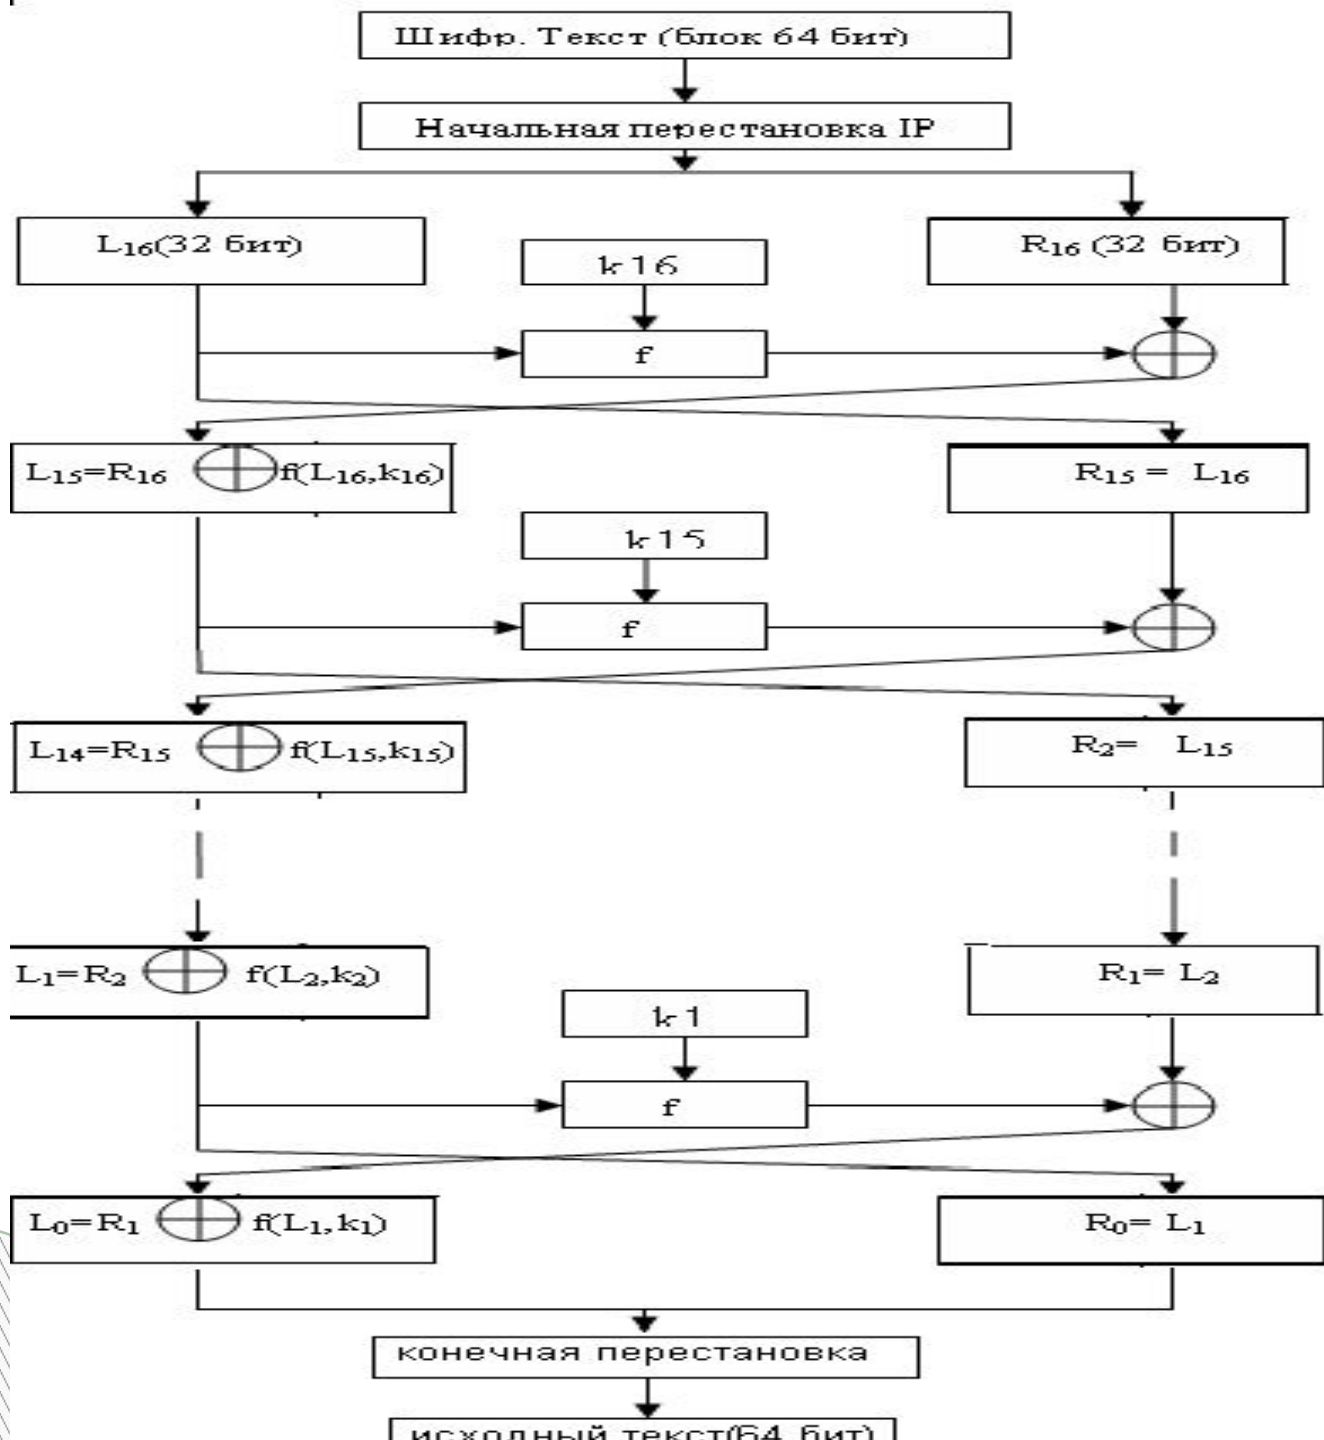 Шифр. Текст (блок 64 бит)
Начальная перестановка IP
L16(32 бит)
R16 (32 бит)
k16
f
L15=R16 ⊕ f(L16,k16)
R15 = L16
k15
f
L14=R15 ⊕ f(L15,k15)
R2= L15
L1=R2 ⊕ f(L2,k2)
R1= L2
k1
f
L0=R1 ⊕ f(L1,k1)
R0= L1
конечная перестановка
исходный текст(64 бит)